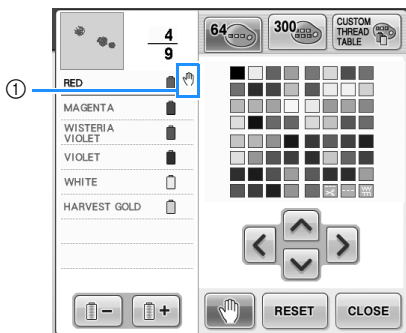 4
9
64
300
CUSTOM
THREAD
TABLE
1
RED
MAGENTA
WISTERIA
VIOLET
VIOLET
WHITE
HARVEST GOLD
RESET
CLOSE